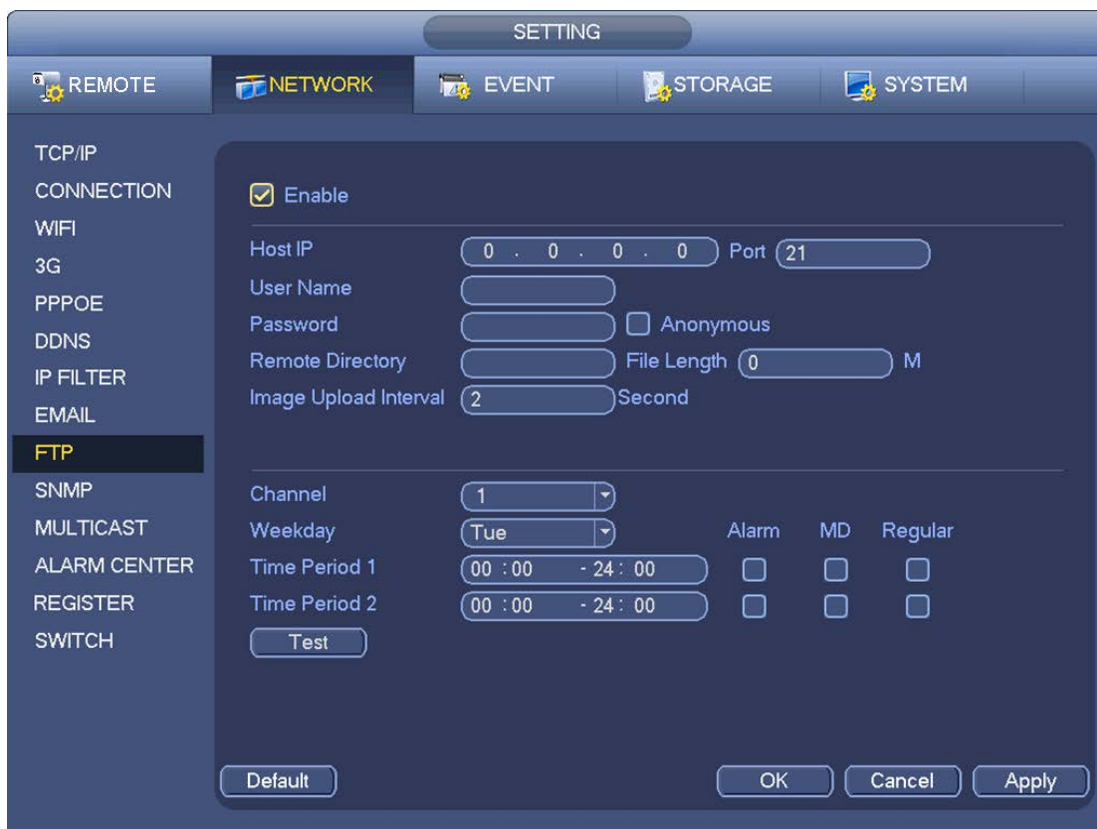 SETTING
REMOTE NETWORK EVENT STORAGE SYSTEM
TCP/IP
CONNECTION
WIFI
3G
PPPOE
DDNS
IP FILTER
EMAIL
FTP
SNMP
MULTICAST
ALARM CENTER
REGISTER
SWITCH
Enable
Host IP 0 . 0 . 0 . 0 Port 21
User Name
Password Anonymous
Remote Directory File Length 0 M
Image Upload Interval 2 Second
Channel 1
Weekday Tue Alarm MD Regular
Time Period 1 00 :00 - 24 : 00
Time Period 2 00 :00 - 24 : 00
Test
Default OK Cancel Apply